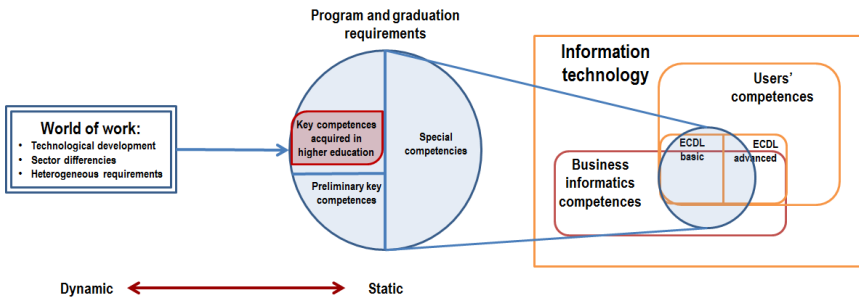 Program and graduation
requirements
World of work:
• Technological development
• Sector differencies
• Heterogeneous requirements
Key competences
acquired in
higher education
Special
competencies
Preliminary key
competences
Information
technology
Users'
competences
ECDL
basic
ECDL
advanced
Business
informatics
competences
Dynamic
Static